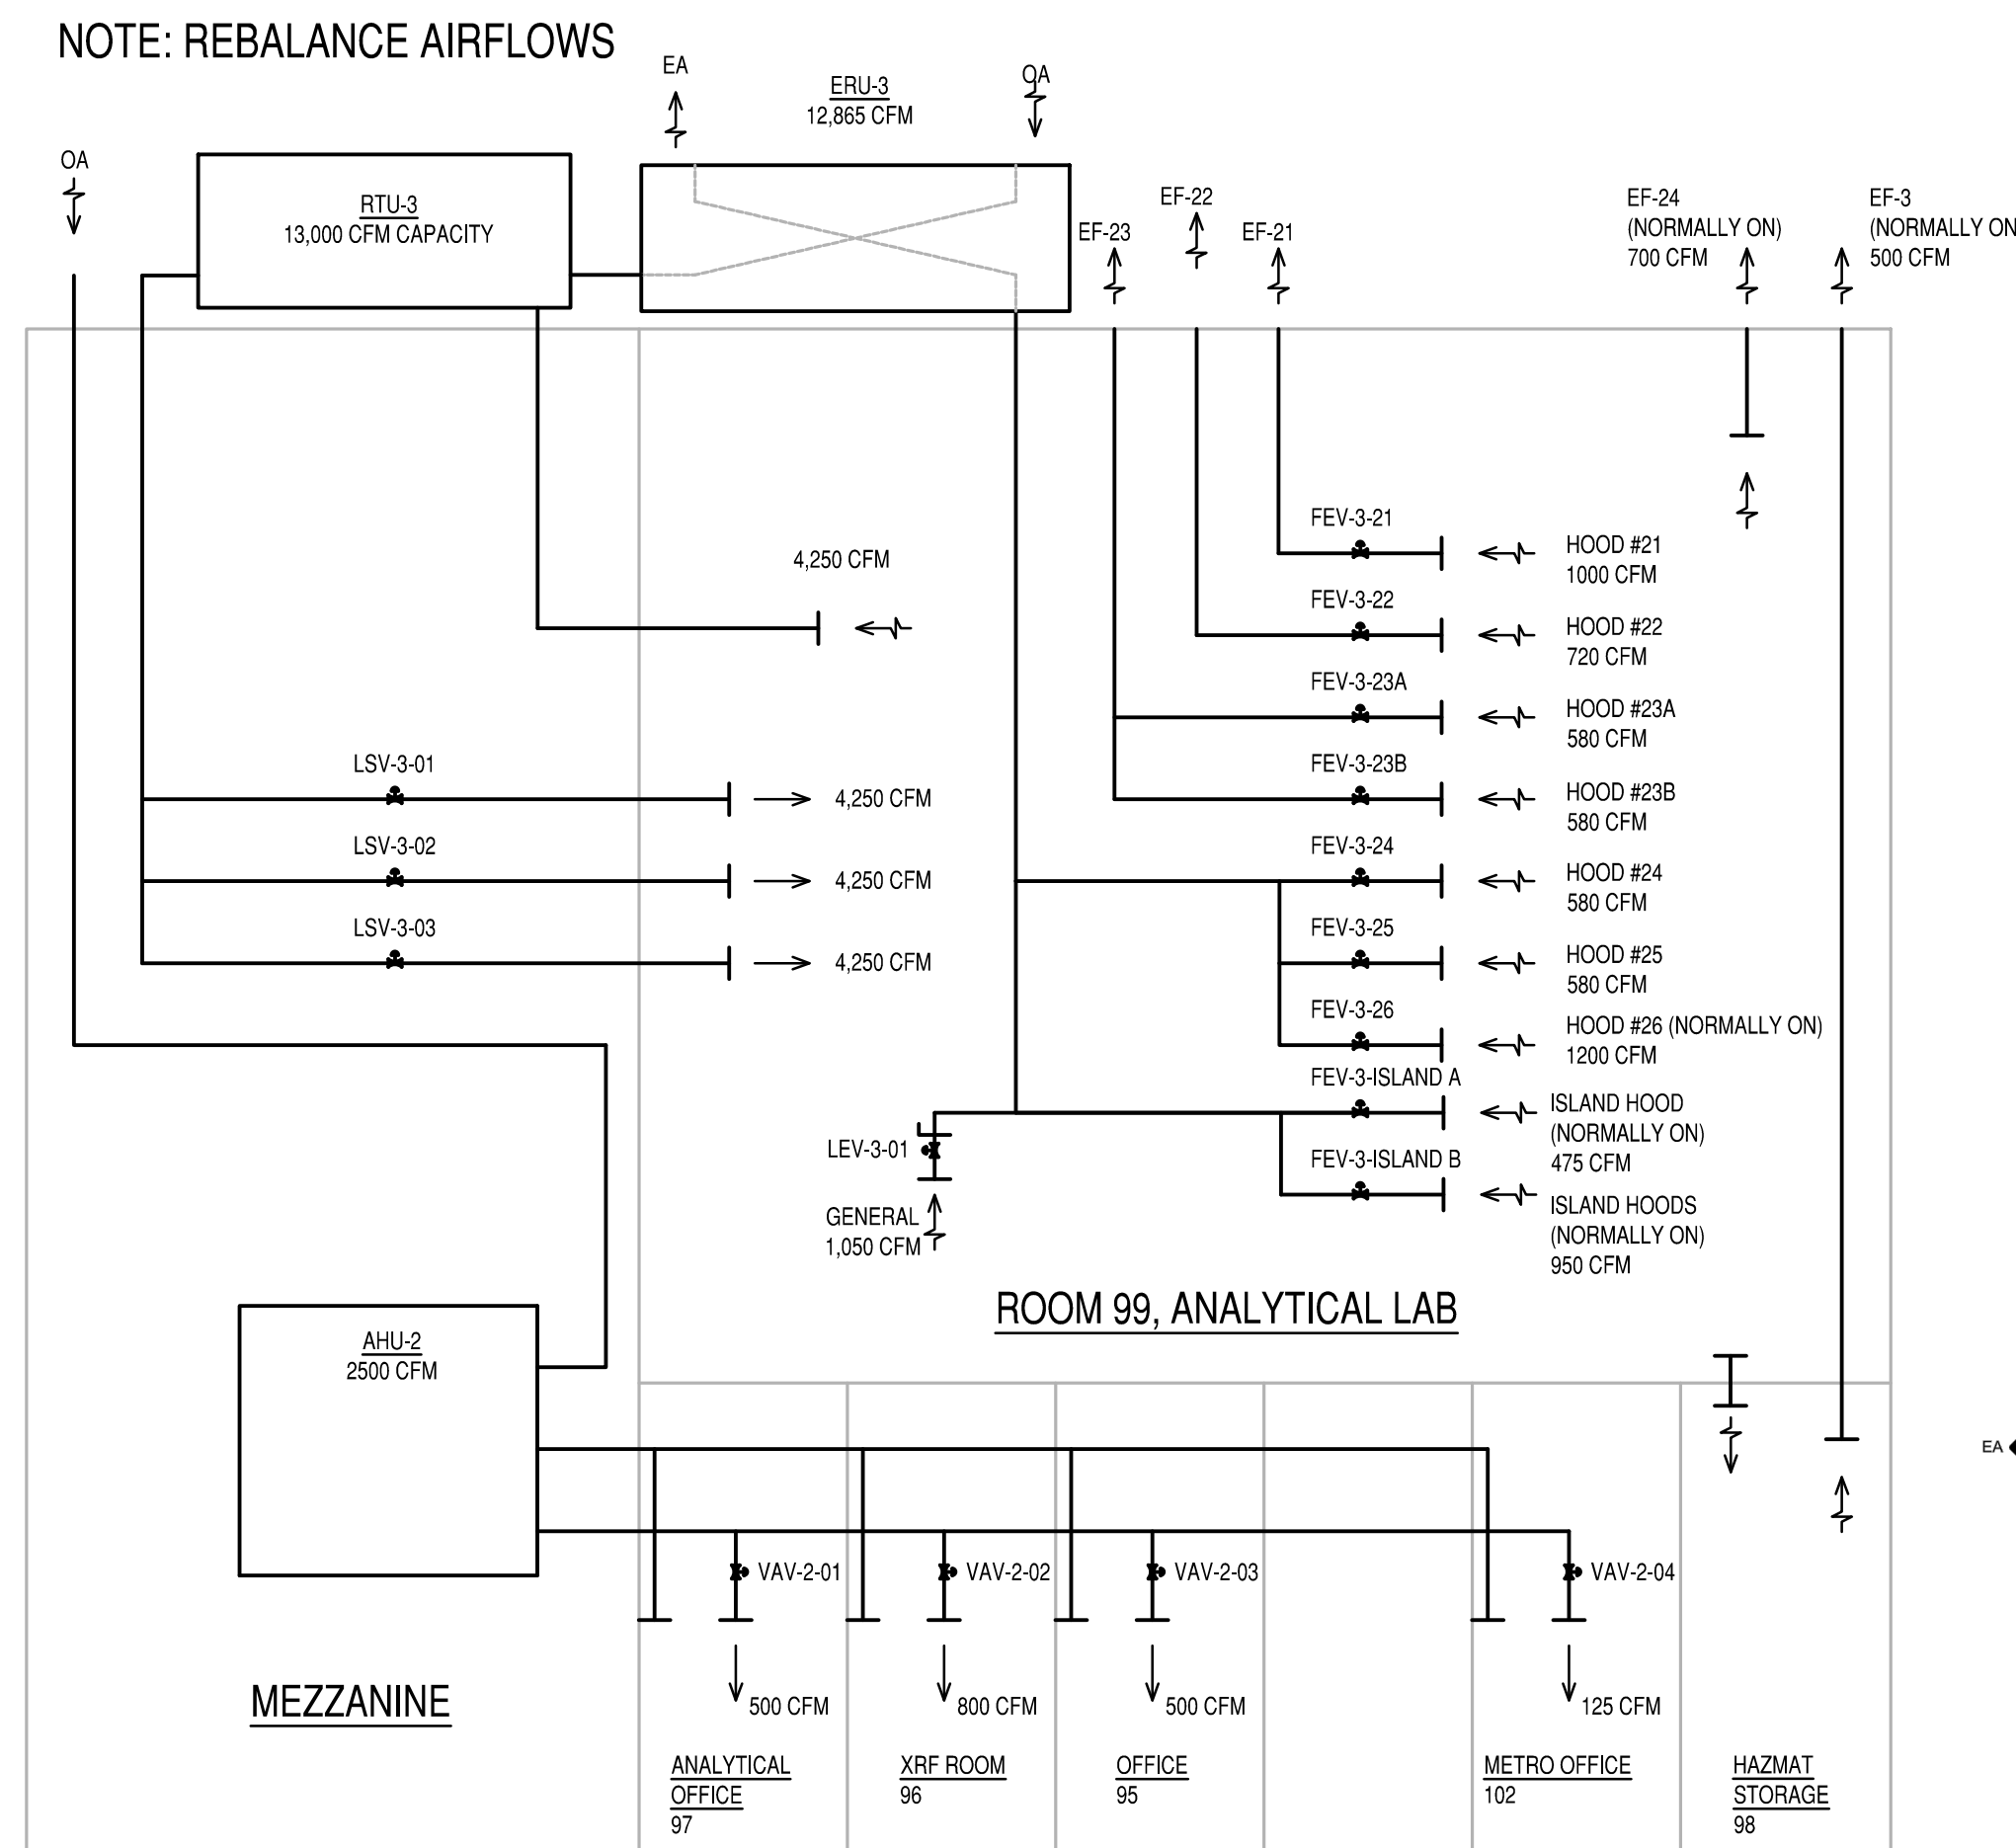 NOTE: REBALANCE AIRFLOWS
EA
ERU-3
12,865 CFM
OA
OA
RTU-3
13,000 CFM CAPACITY
EF-23
EF-22
EF-21
EF-24
(NORMALLY ON)
700 CFM
EF-3
(NORMALLY ON
500 CFM
4,250 CFM
FEV-3-21
HOOD #21
1000 CFM
FEV-3-22
HOOD #22
720 CFM
FEV-3-23A
HOOD #23A
580 CFM
FEV-3-23B
HOOD #23B
580 CFM
FEV-3-24
HOOD #24
580 CFM
FEV-3-25
HOOD #25
580 CFM
FEV-3-26
HOOD #26 (NORMALLY ON)
1200 CFM
FEV-3-ISLAND A
ISLAND HOOD
(NORMALLY ON)
475 CFM
FEV-3-ISLAND B
ISLAND HOODS
(NORMALLY ON)
950 CFM
LSV-3-01
4,250 CFM
LSV-3-02
4,250 CFM
LSV-3-03
4,250 CFM
LEV-3-01
GENERAL
1,050 CFM
ROOM 99, ANALYTICAL LAB
AHU-2
2500 CFM
EA
VAV-2-01
VAV-2-02
VAV-2-03
VAV-2-04
500 CFM
800 CFM
500 CFM
125 CFM
MEZZANINE
ANALYTICAL
OFFICE
97
XRF ROOM
96
OFFICE
95
METRO OFFICE
102
HAZMAT
STORAGE
98